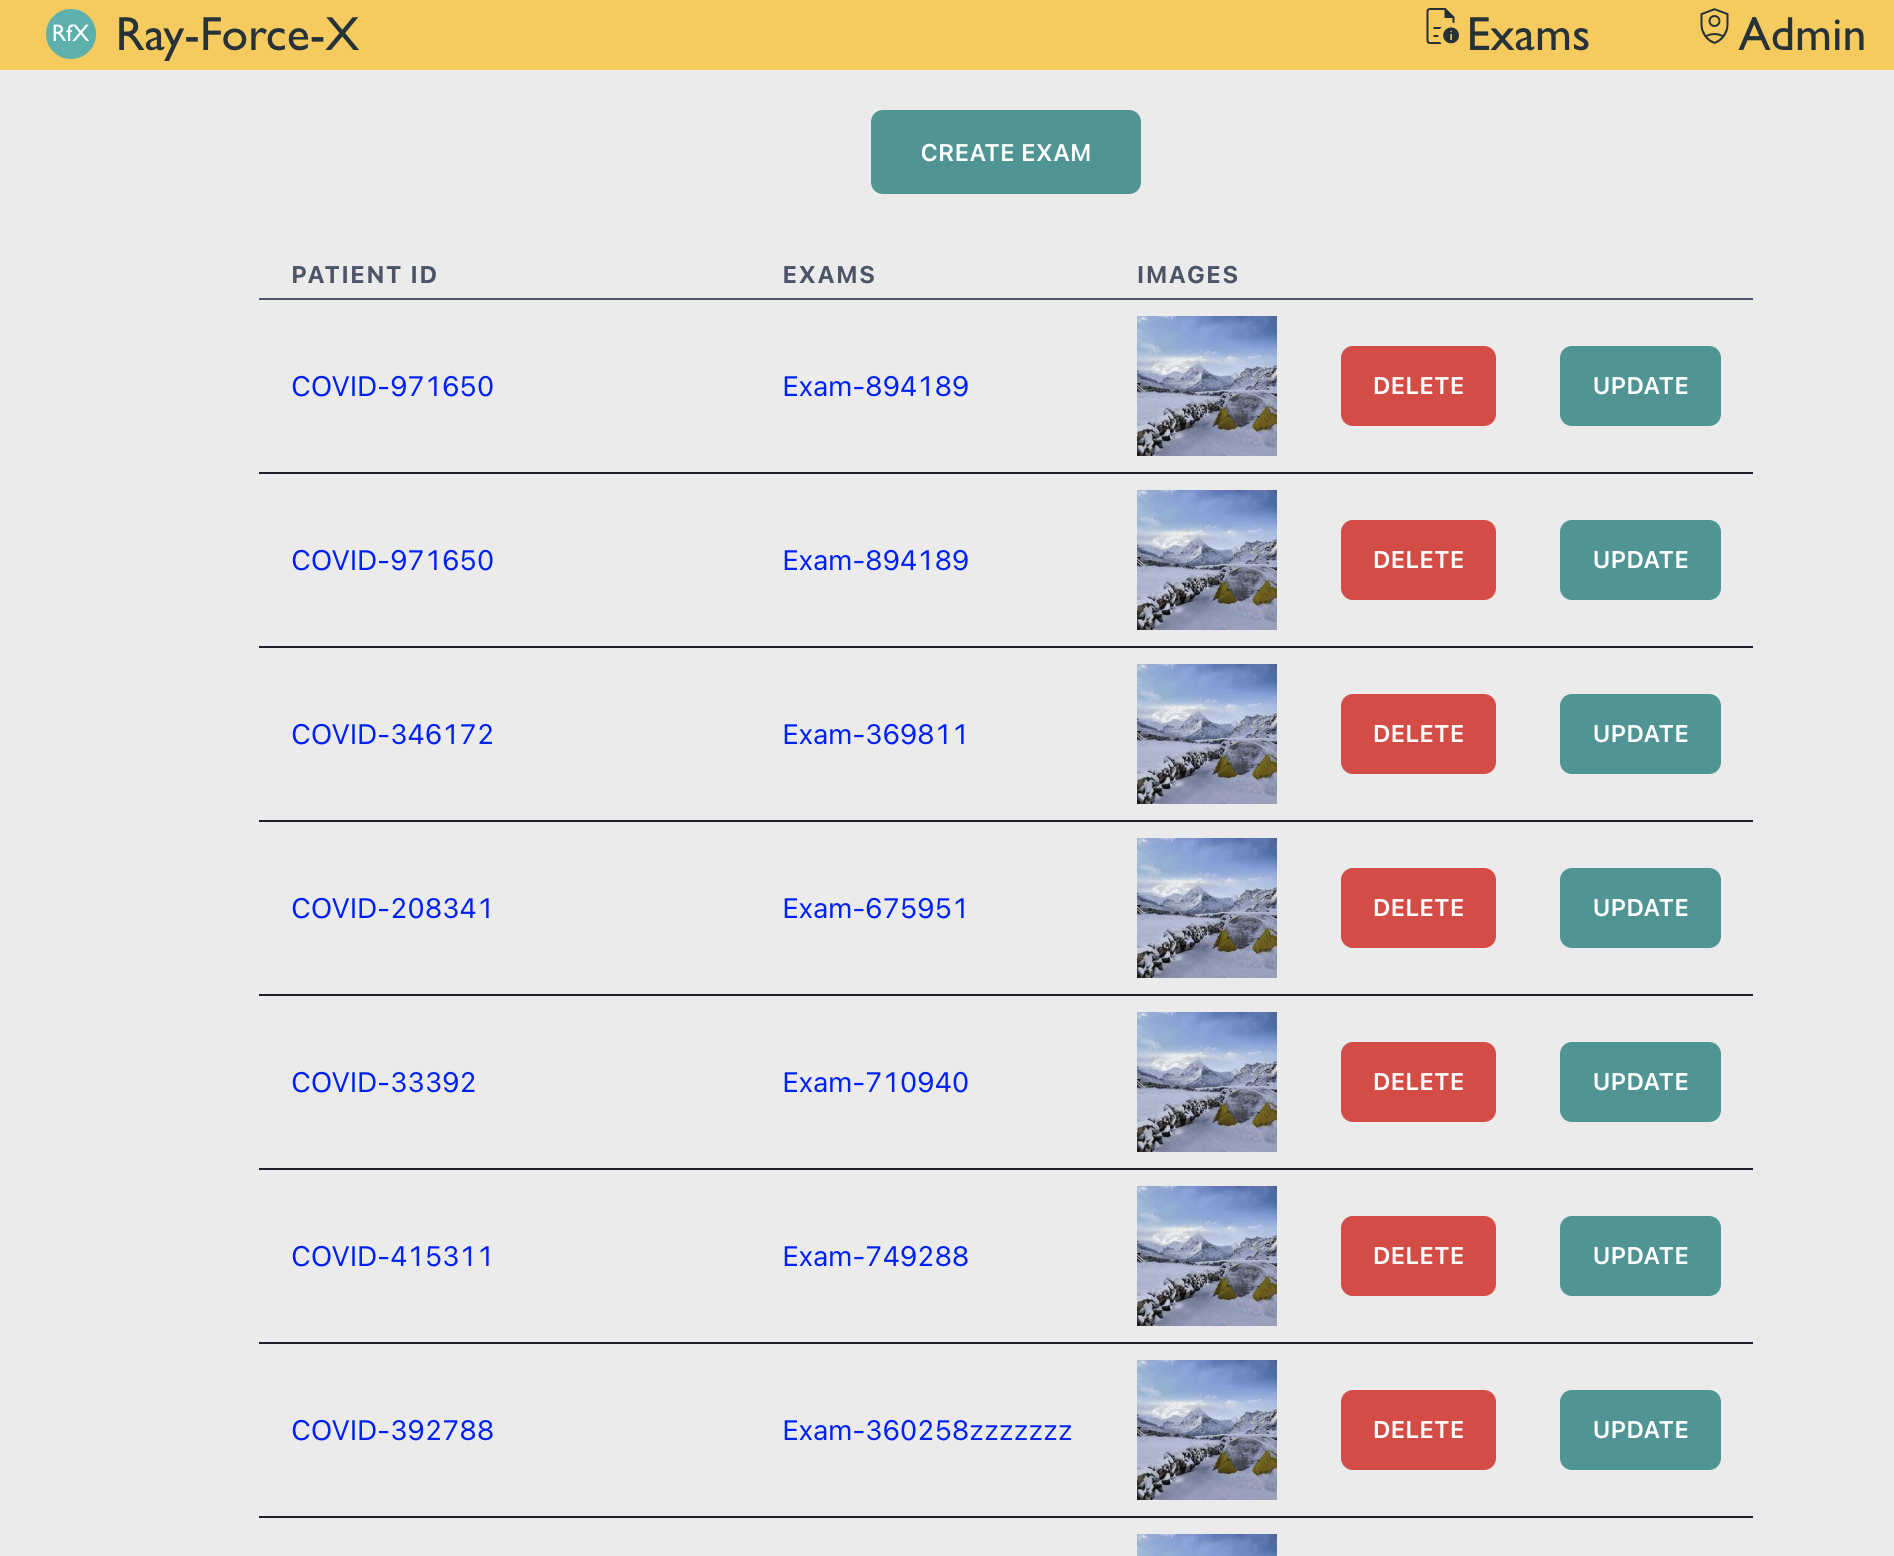 RfX Ray-Force-X Exams Admin
CREATE EXAM
PATIENT ID EXAMS IMAGES
COVID-971650 Exam-894189 DELETE UPDATE
COVID-971650 Exam-894189 DELETE UPDATE
COVID-346172 Exam-369811 DELETE UPDATE
COVID-208341 Exam-675951 DELETE UPDATE
COVID-33392 Exam-710940 DELETE UPDATE
COVID-415311 Exam-749288 DELETE UPDATE
COVID-392788 Exam-360258zzzzzzz DELETE UPDATE